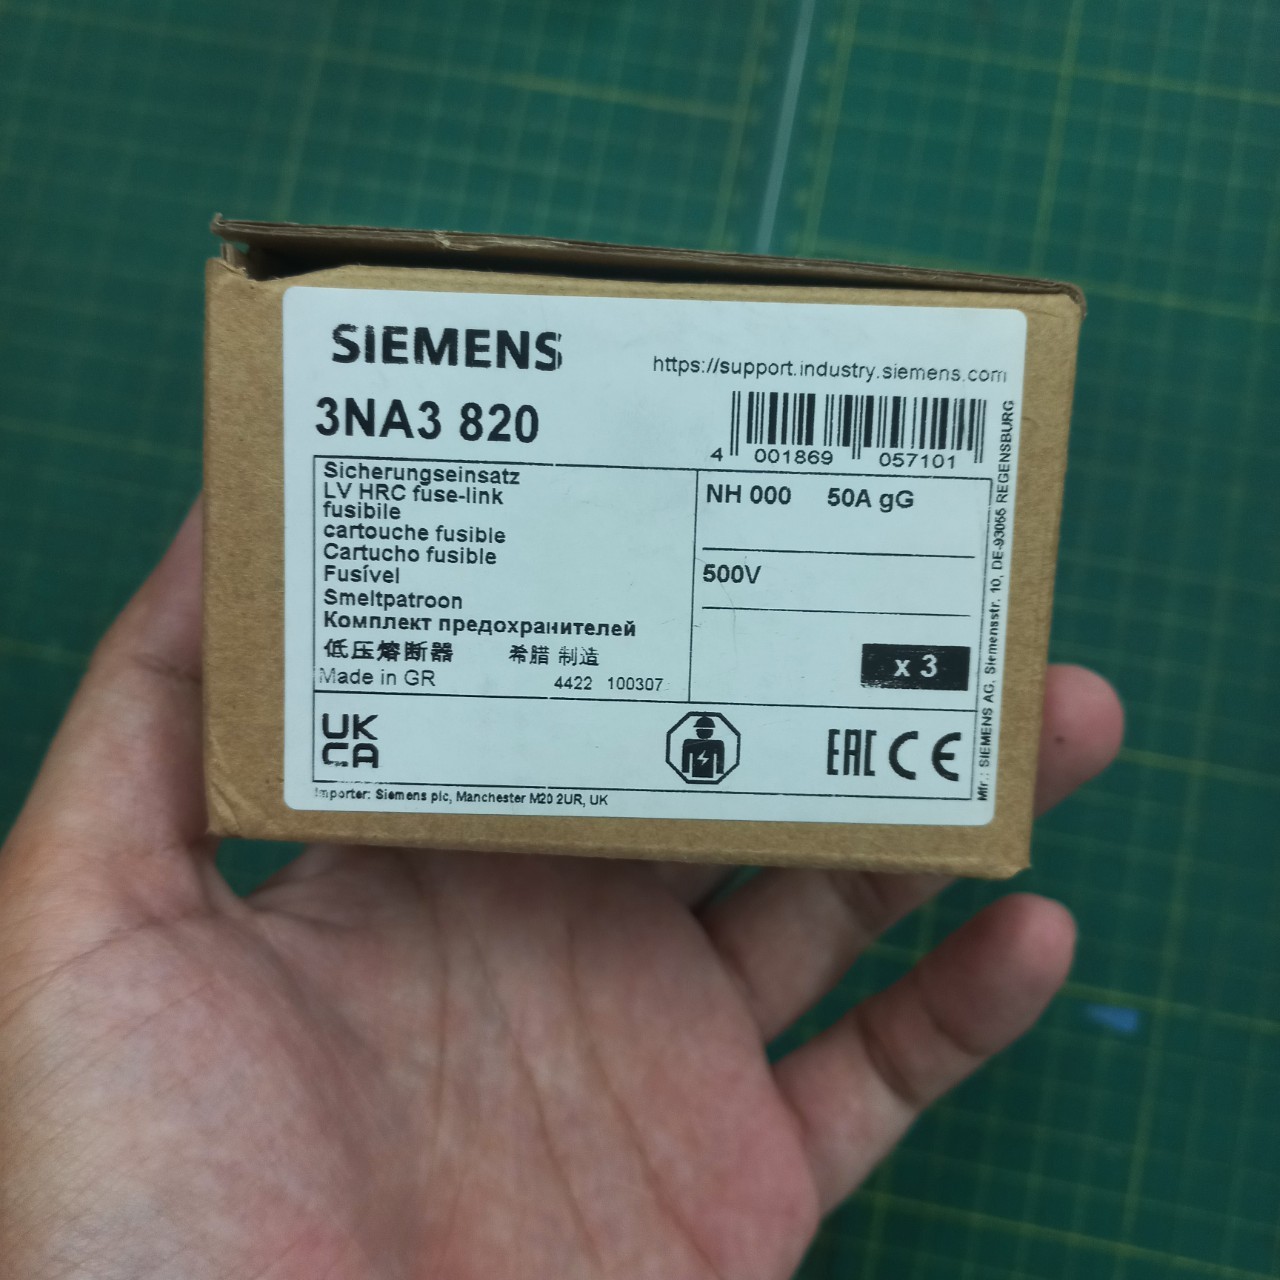 SIEMENS
https://support.industry.siemens.com
3NA3 820
4 001869 057101
Sicherungseinsatz
LV HRC fuse-link
fusibile
cartouche fusible
Cartucho fusible
Fusível
Smeltpatroon
Комплект предохранителей
低压熔断器 希腊 制造
Made in GR 4422 100307
NH 000 50A gG
500V
x 3
UK
CA
EAC CE
Importer: Siemens plc, Manchester M20 2UR, UK
Mfr.: SIEMENS AG, Siemensstr. 10, DE-93055 REGENSBURG